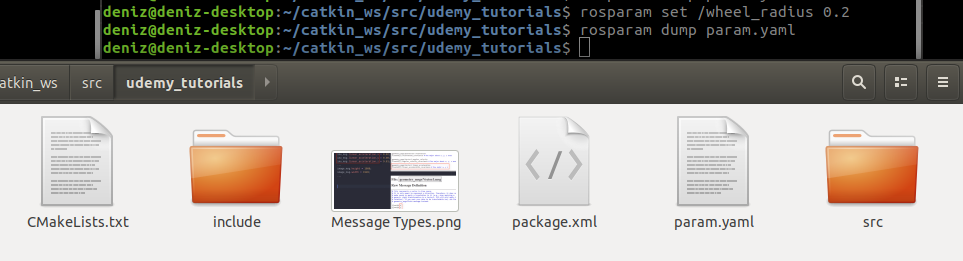 deniz@deniz-desktop:~/catkin_ws/src/udemy_tutorials$ rosparam set /wheel_radius 0.2
deniz@deniz-desktop:~/catkin_ws/src/udemy_tutorials$ rosparam dump param.yaml
deniz@deniz-desktop:~/catkin_ws/src/udemy_tutorials$
atkin_ws src udemy_tutorials
CMakeLists.txt include Message Types.png package.xml param.yaml src